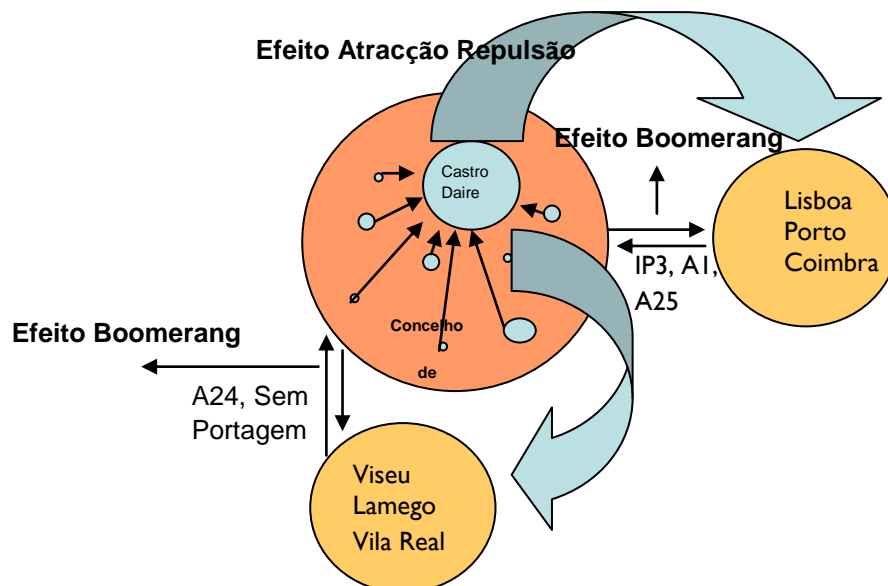 Efeito Atracção Repulsão
Efeito Boomerang
Castro
Daire
Lisboa
Porto
Coimbra
IP3, A1,
A25
Concelho
de
Efeito Boomerang
A24, Sem
Portagem
Viseu
Lamego
Vila Real